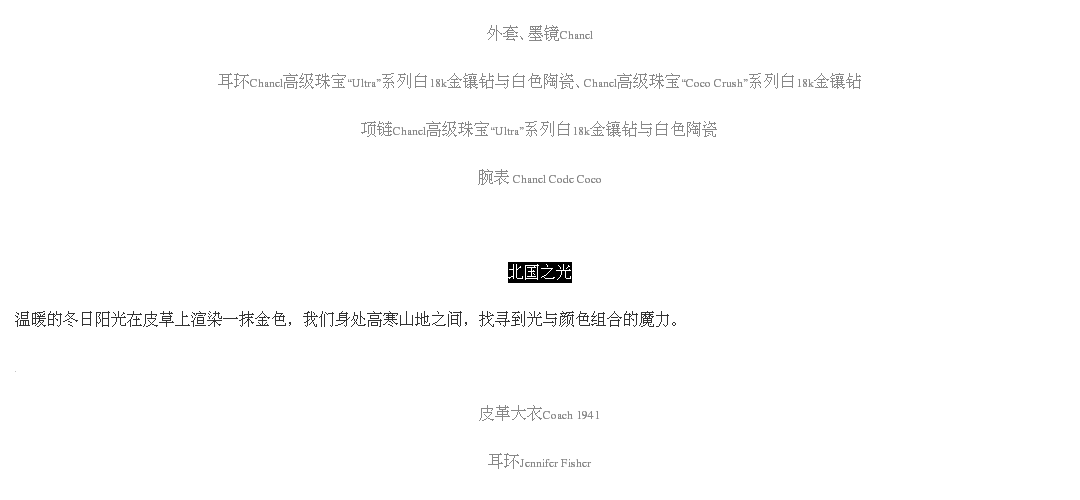 外套、墨镜Chanel
耳环Chanel高级珠宝“Ultra”系列白18k金镶钻与白色陶瓷、Chanel高级珠宝“Coco Crush”系列白18k金镶钻
项链Chanel高级珠宝“Ultra”系列白18k金镶钻与白色陶瓷
腕表 Chanel Code Coco
北国之光
温暖的冬日阳光在皮草上渲染一抹金色，我们身处高寒山地之间，找寻到光与颜色组合的魔力。
皮革大衣Coach 1941
耳环Jennifer Fisher